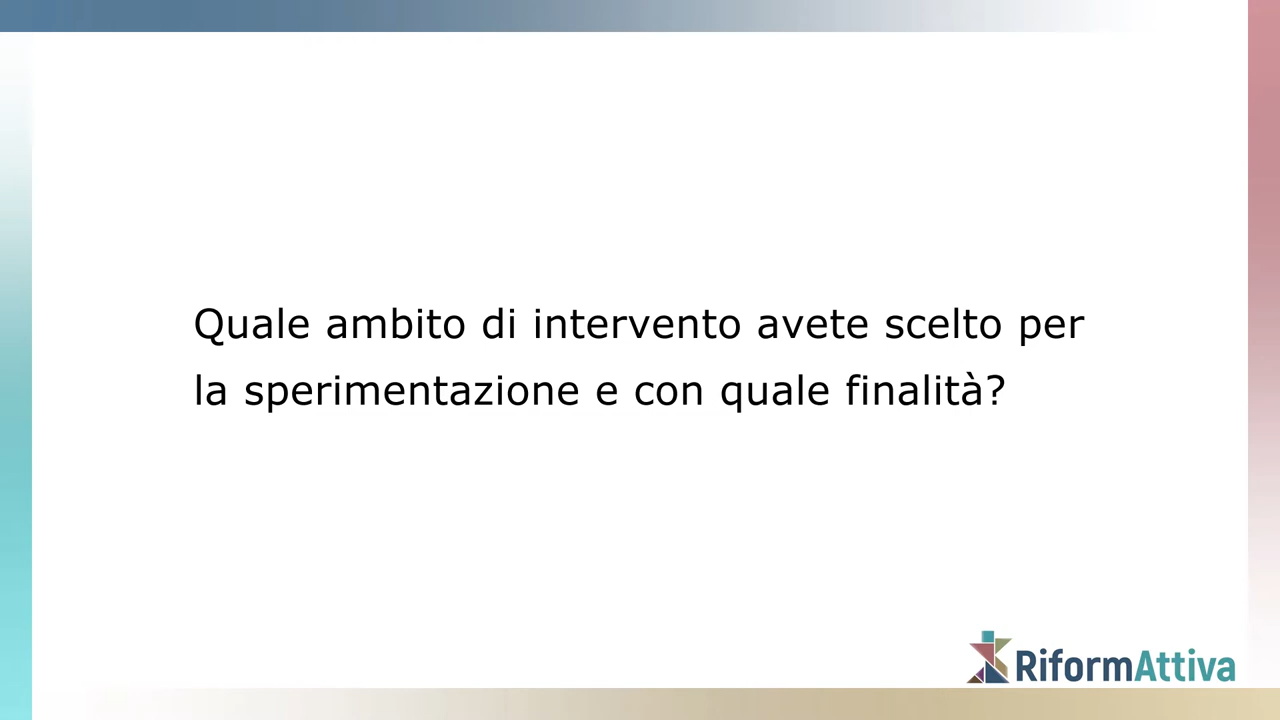 Quale ambito di intervento avete scelto per
la sperimentazione e con quale finalità?
RiformAttiva